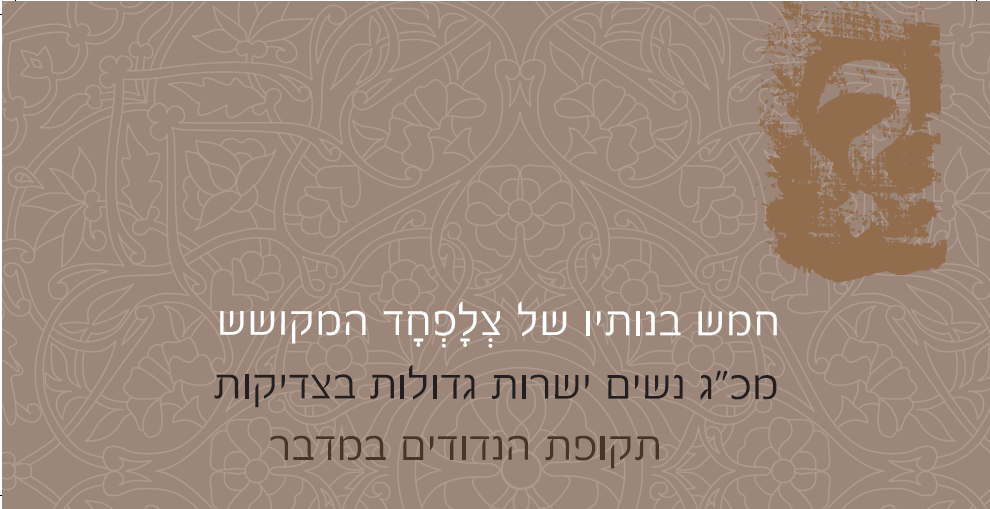 חמש בנותיו של צְלָפְחָד המקושש
מכ״ג נשים ישרות גדולות בצדיקות
תקופת הנדודים במדבר